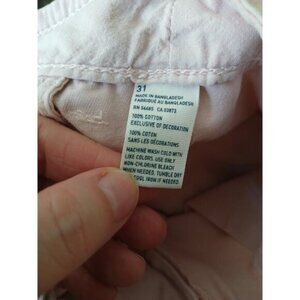 31
MADE IN BANGLADESH
FABRIQUÉ AU BANGLADESH
RN 54485 CA 03873
100% COTTON
EXCLUSIVE OF DECORATION
100% COTON
SANS LES DÉCORATIONS
MACHINE WASH COLD WITH
LIKE COLORS. USE ONLY
NON-CHLORINE BLEACH
WHEN NEEDED. TUMBLE DRY
COOL IRON IF NEEDED.